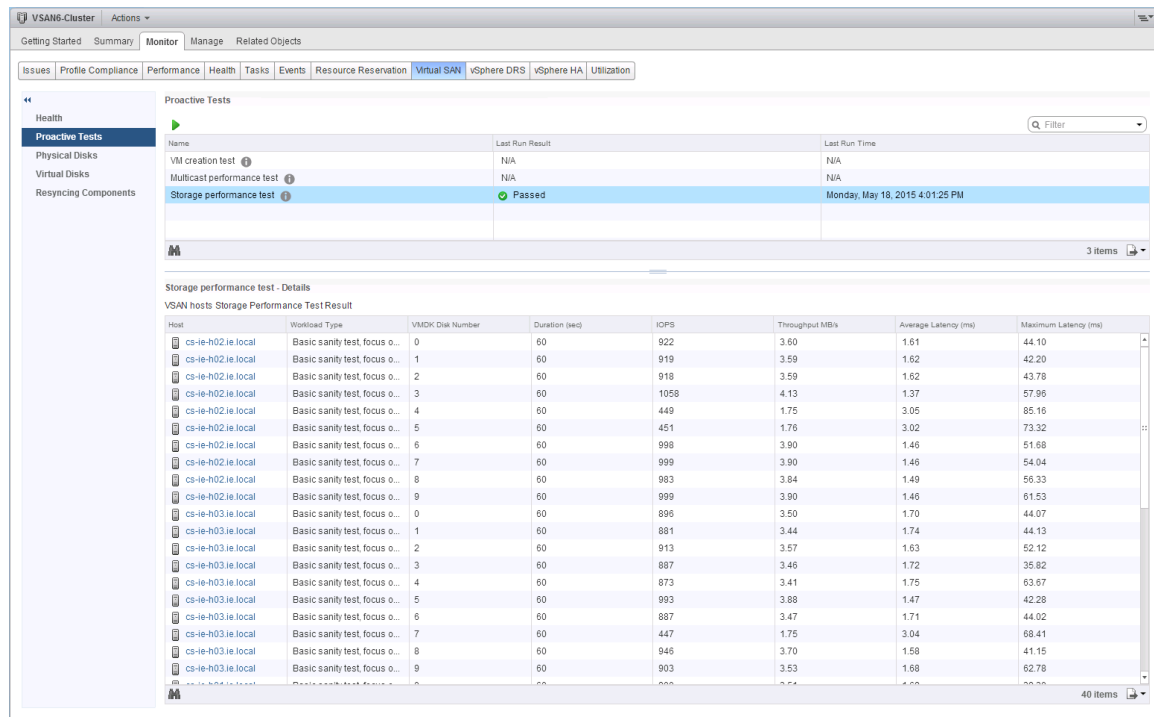 VSAN6-Cluster Actions
Getting Started Summary Monitor Manage Related Objects
Issues Profile Compliance Performance Health Tasks Events Resource Reservation Virtual SAN vSphere DRS vSphere HA Utilization
Health
Proactive Tests
Physical Disks
Virtual Disks
Resyncing Components
Proactive Tests
Filter
Name Last Run Result Last Run Time
VM creation test N/A N/A
Multicast performance test N/A N/A
Storage performance test Passed Monday, May 18, 2015 4:01:25 PM
3 items
Storage performance test - Details
VSAN hosts Storage Performance Test Result
Host Workload Type VMDK Disk Number Duration (sec) IOPS Throughput MB/s Average Latency (ms) Maximum Latency (ms)
cs-ie-h02.ie.local Basic sanity test, focus o... 0 60 922 3.60 1.61 44.10
cs-ie-h02.ie.local Basic sanity test, focus o... 1 60 919 3.59 1.62 42.20
cs-ie-h02.ie.local Basic sanity test, focus o... 2 60 918 3.59 1.62 43.78
cs-ie-h02.ie.local Basic sanity test, focus o... 3 60 1058 4.13 1.37 57.96
cs-ie-h02.ie.local Basic sanity test, focus o... 4 60 449 1.75 3.05 85.16
cs-ie-h02.ie.local Basic sanity test, focus o... 5 60 451 1.76 3.02 73.32
cs-ie-h02.ie.local Basic sanity test, focus o... 6 60 998 3.90 1.46 51.68
cs-ie-h02.ie.local Basic sanity test, focus o... 7 60 999 3.90 1.46 54.04
cs-ie-h02.ie.local Basic sanity test, focus o... 8 60 983 3.84 1.49 56.33
cs-ie-h02.ie.local Basic sanity test, focus o... 9 60 999 3.90 1.46 61.53
cs-ie-h03.ie.local Basic sanity test, focus o... 0 60 896 3.50 1.70 44.07
cs-ie-h03.ie.local Basic sanity test, focus o... 1 60 881 3.44 1.74 44.13
cs-ie-h03.ie.local Basic sanity test, focus o... 2 60 913 3.57 1.63 52.12
cs-ie-h03.ie.local Basic sanity test, focus o... 3 60 887 3.46 1.72 35.82
cs-ie-h03.ie.local Basic sanity test, focus o... 4 60 873 3.41 1.75 63.67
cs-ie-h03.ie.local Basic sanity test, focus o... 5 60 993 3.88 1.47 42.28
cs-ie-h03.ie.local Basic sanity test, focus o... 6 60 887 3.47 1.71 44.02
cs-ie-h03.ie.local Basic sanity test, focus o... 7 60 447 1.75 3.04 68.41
cs-ie-h03.ie.local Basic sanity test, focus o... 8 60 946 3.70 1.58 41.15
cs-ie-h03.ie.local Basic sanity test, focus o... 9 60 903 3.53 1.68 62.78
40 items